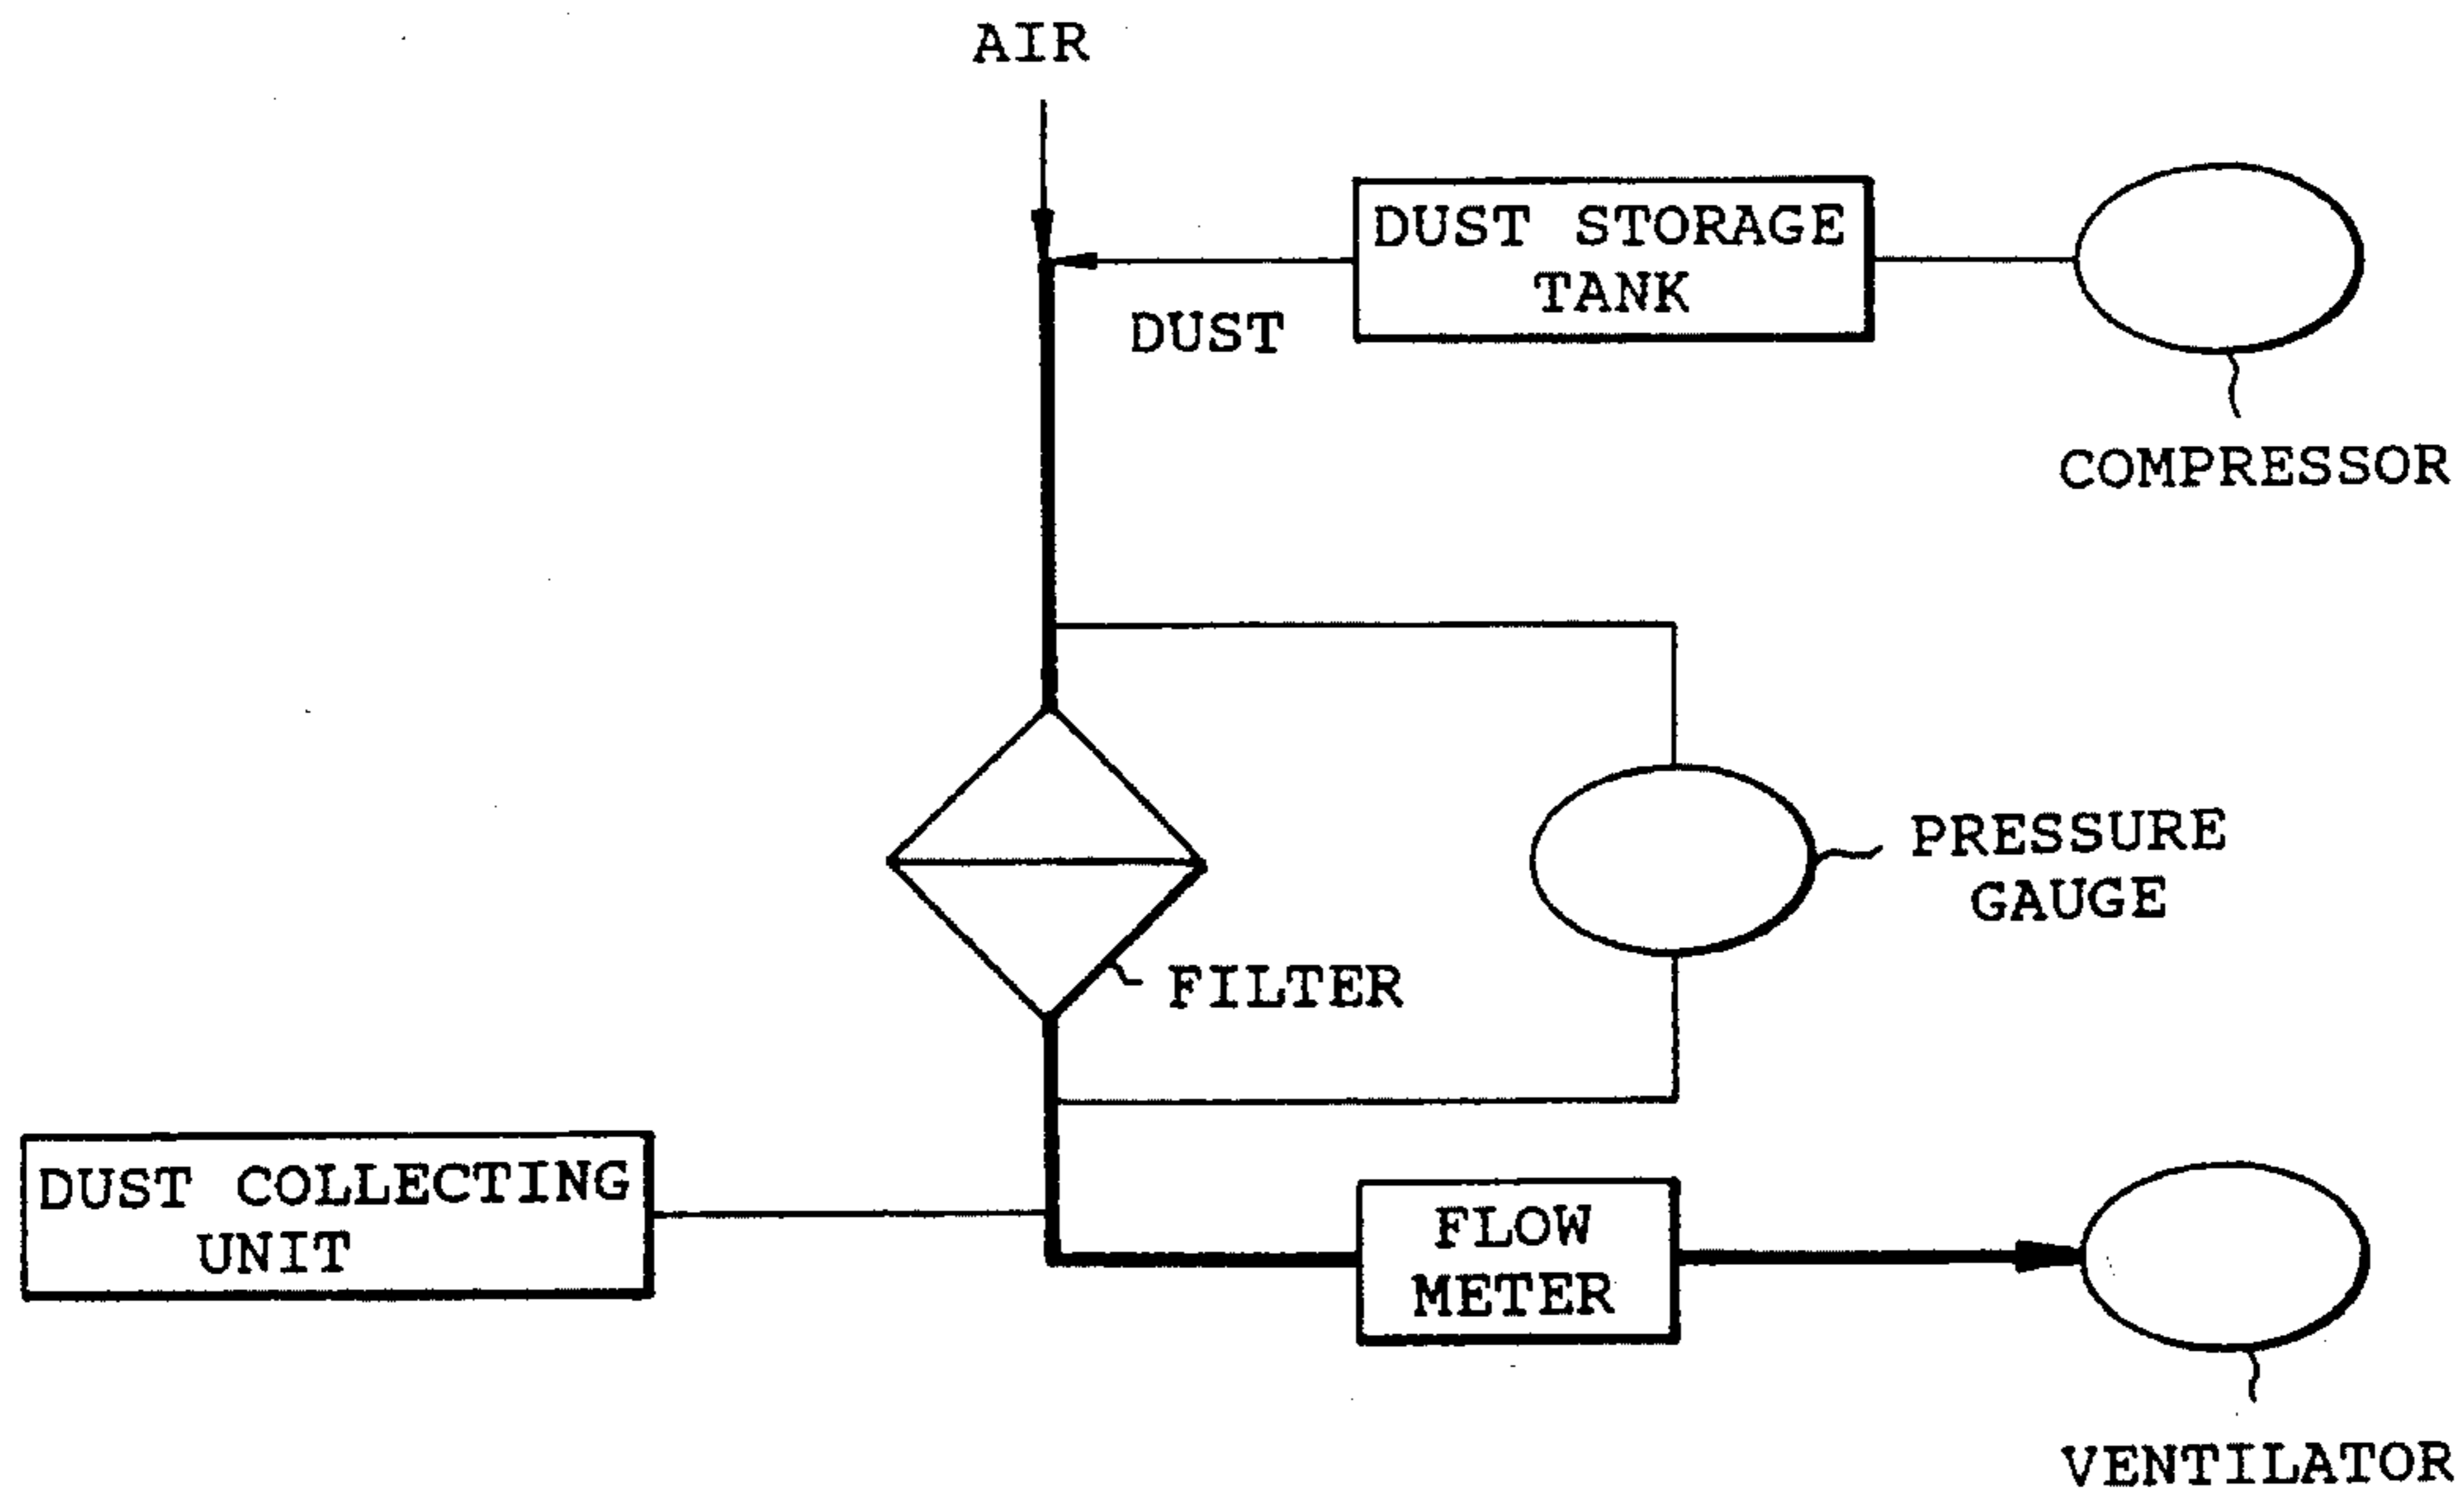 AIR
DUST STORAGE
TANK
DUST
COMPRESSOR
PRESSURE
GAUGE
FILTER
DUST COLLECTING
UNIT
FLOW
METER
VENTILATOR